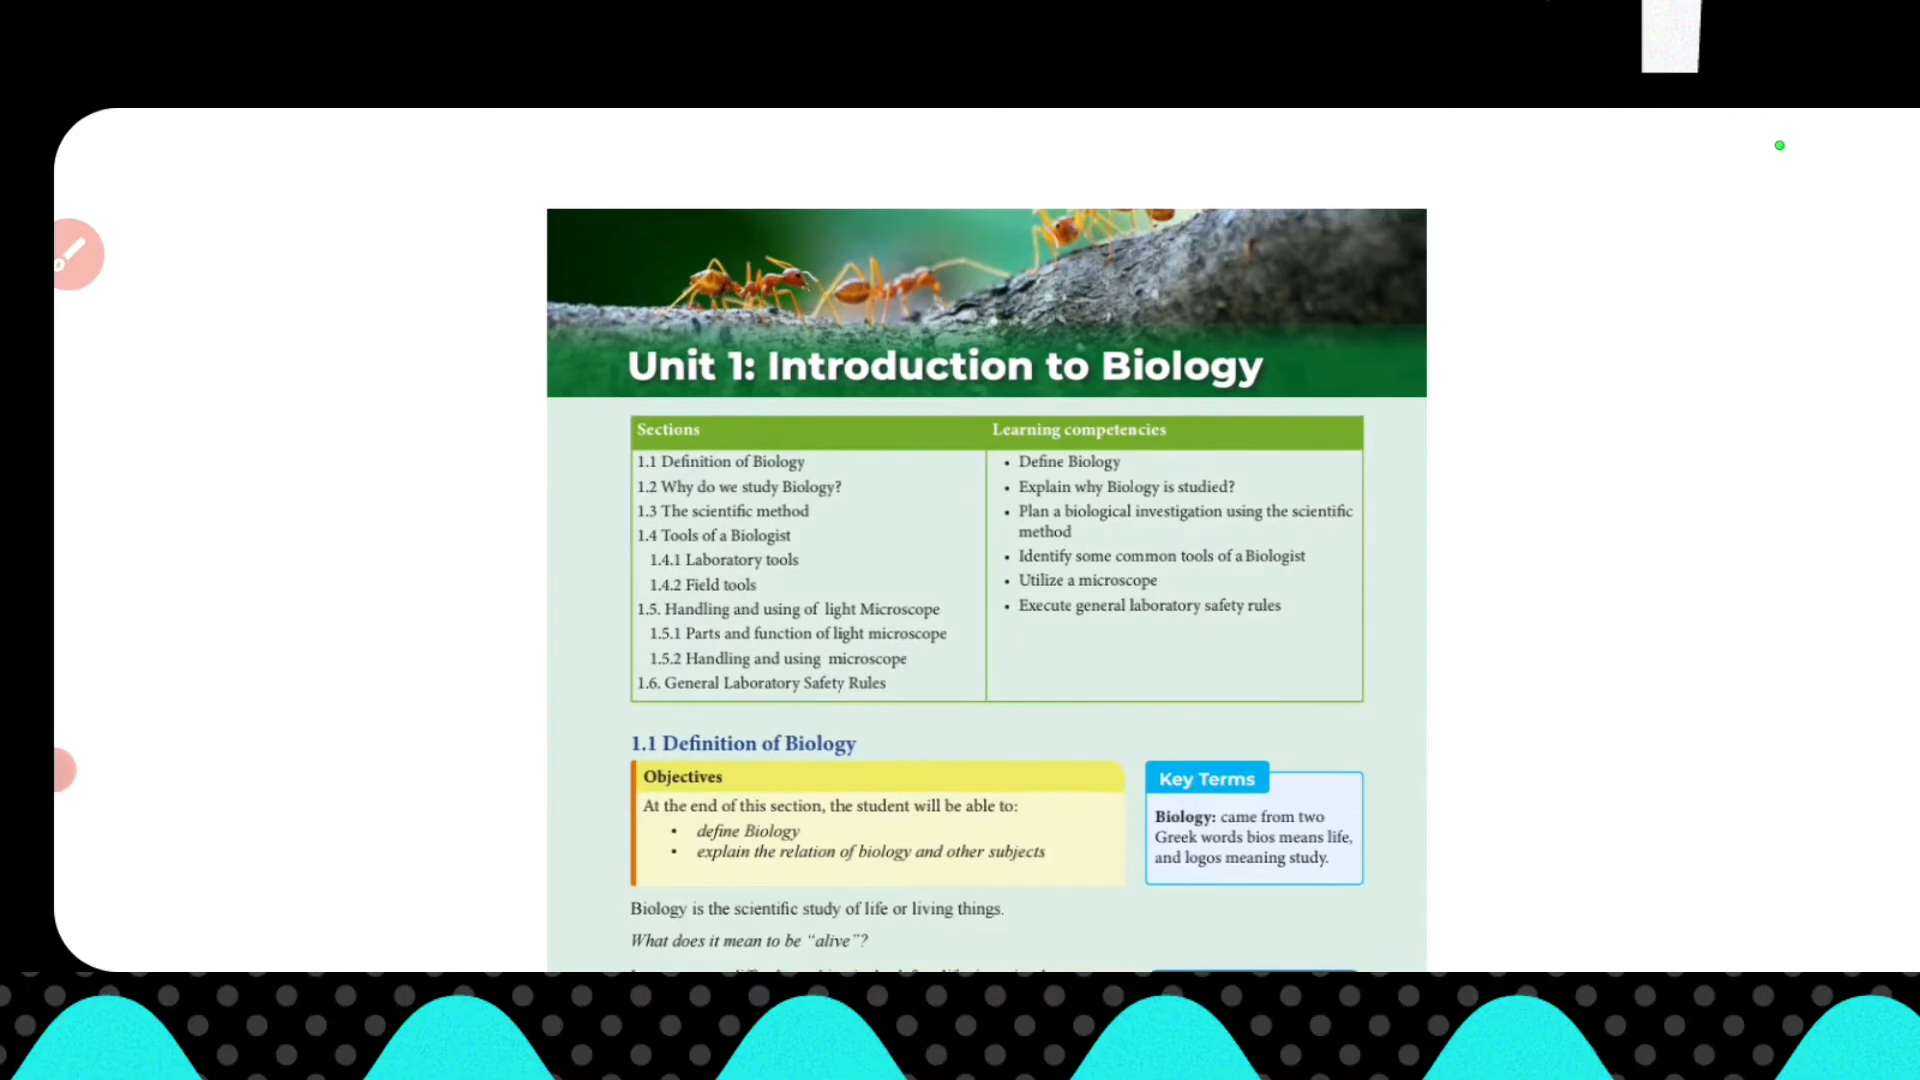 Unit 1: Introduction to Biology
Sections
1.1 Definition of Biology
1.2 Why do we study Biology?
1.3 The scientific method
1.4 Tools of a Biologist
1.4.1 Laboratory tools
1.4.2 Field tools
1.5. Handling and using of light Microscope
1.5.1 Parts and function of light microscope
1.5.2 Handling and using microscope
1.6. General Laboratory Safety Rules
Learning competencies
• Define Biology
• Explain why Biology is studied?
• Plan a biological investigation using the scientific
method
• Identify some common tools of a Biologist
• Utilize a microscope
• Execute general laboratory safety rules
1.1 Definition of Biology
Objectives
At the end of this section, the student will be able to:
• define Biology
• explain the relation of biology and other subjects
Key Terms
Biology: came from two
Greek words bios means life,
and logos meaning study.
Biology is the scientific study of life or living things.
What does it mean to be “alive”?